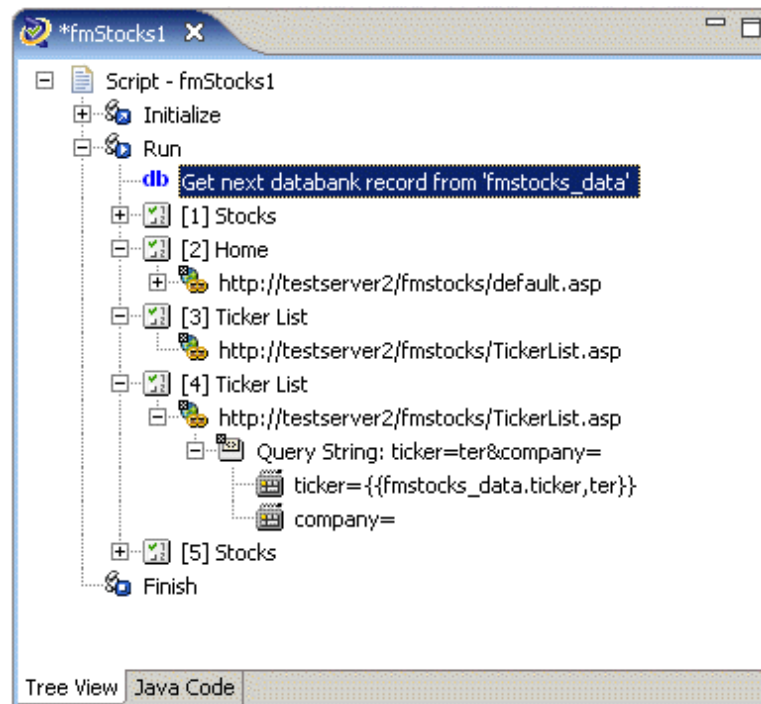 *fmStocks1
Script - fmStocks1
Initialize
Run
db Get next databank record from 'fmstocks_data'
[1] Stocks
[2] Home
http://testserver2/fmstocks/default.asp
[3] Ticker List
http://testserver2/fmstocks/TickerList.asp
[4] Ticker List
http://testserver2/fmstocks/TickerList.asp
Query String: ticker=ter&company=
ticker={{fmstocks_data.ticker,ter}}
company=
[5] Stocks
Finish
Tree View Java Code